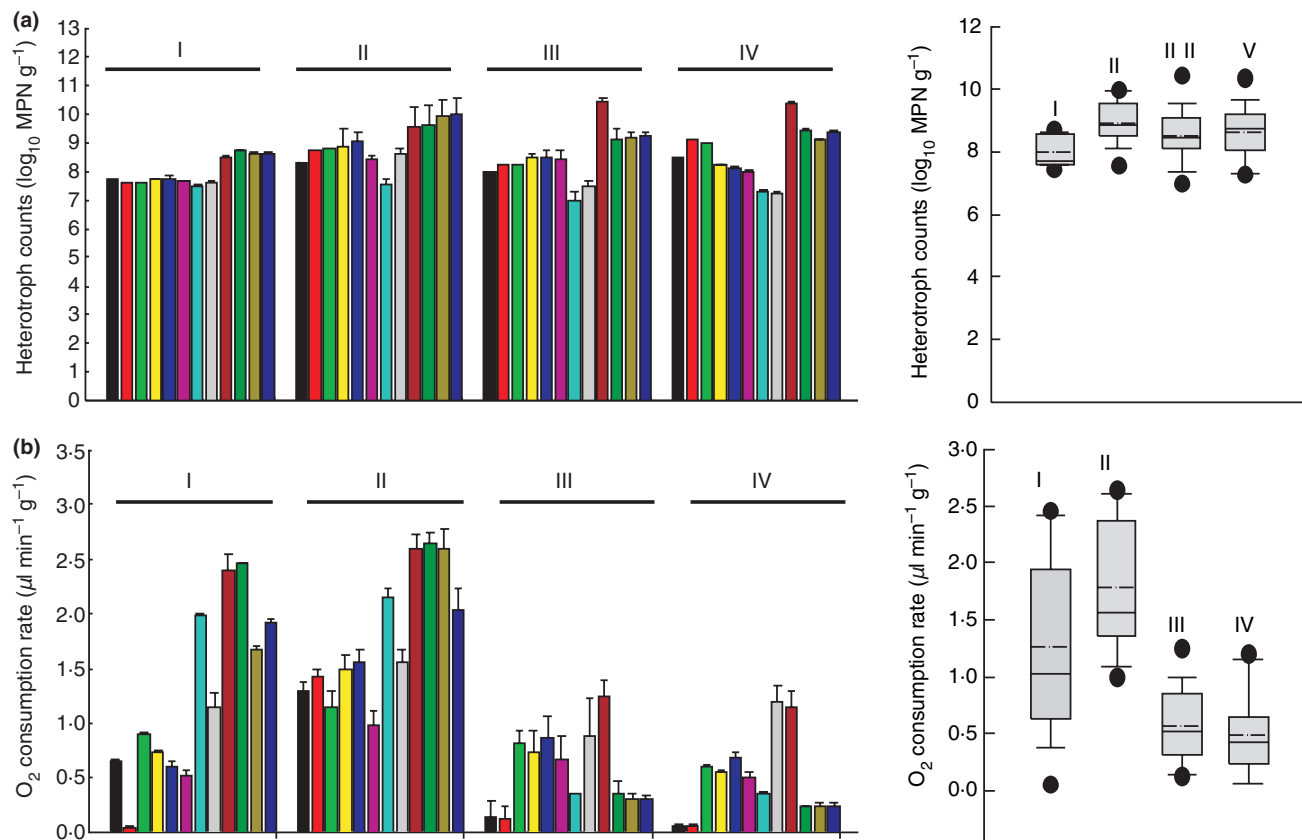 (a)
Heterotroph counts (log10 MPN g−1)
13
12
11
10
9
8
7
6
5
4
3
2
1
0
I
II
III
IV
Heterotroph counts (log10 MPN g−1)
12
10
8
6
4
2
0
I
II
II II
V
(b)
O2 consumption rate (µl min−1 g−1)
3·5
3·0
2·5
2·0
1·5
1·0
0·5
0·0
I
II
III
IV
O2 consumption rate (µl min−1 g−1)
3·0
2·5
2·0
1·5
1·0
0·5
0·0
I
II
III
IV